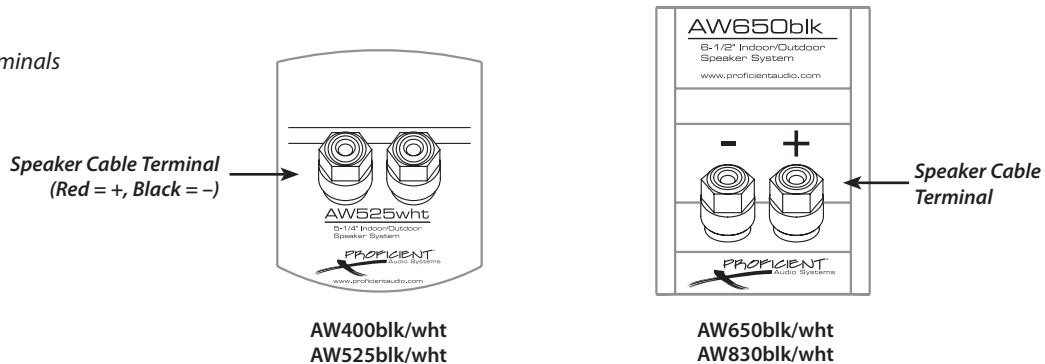 minals
Speaker Cable Terminal
(Red = +, Black = –)
AW525wht
5-1/4" Indoor/Outdoor
Speaker System
PROFICIENT
Audio Systems
www.proficientaudio.com
AW400blk/wht
AW525blk/wht
AW650blk
6-1/2" Indoor/Outdoor
Speaker System
www.proficientaudio.com
- +
Speaker Cable
Terminal
PROFICIENT
Audio Systems
AW650blk/wht
AW830blk/wht